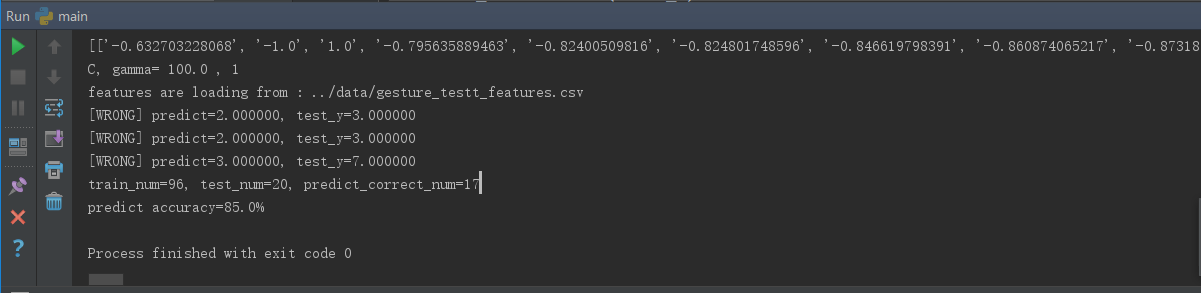 Run main
[['-0.632703228068', '-1.0', '1.0', '-0.795635889463', '-0.82400509816', '-0.824801748596', '-0.846619798391', '-0.860874065217', '-0.87318
C, gamma= 100.0 , 1
features are loading from : ../data/gesture_testt_features.csv
[WRONG] predict=2.000000, test_y=3.000000
[WRONG] predict=2.000000, test_y=3.000000
[WRONG] predict=3.000000, test_y=7.000000
train_num=96, test_num=20, predict_correct_num=17
predict accuracy=85.0%
Process finished with exit code 0